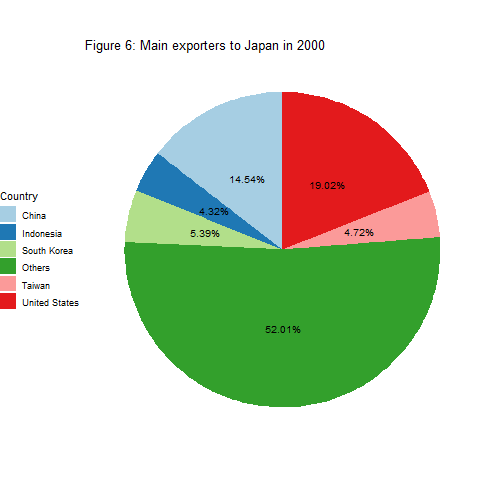 Figure 6: Main exporters to Japan in 2000
14.54%
19.02%
4.32%
5.39%
4.72%
52.01%
Country
China
Indonesia
South Korea
Others
Taiwan
United States